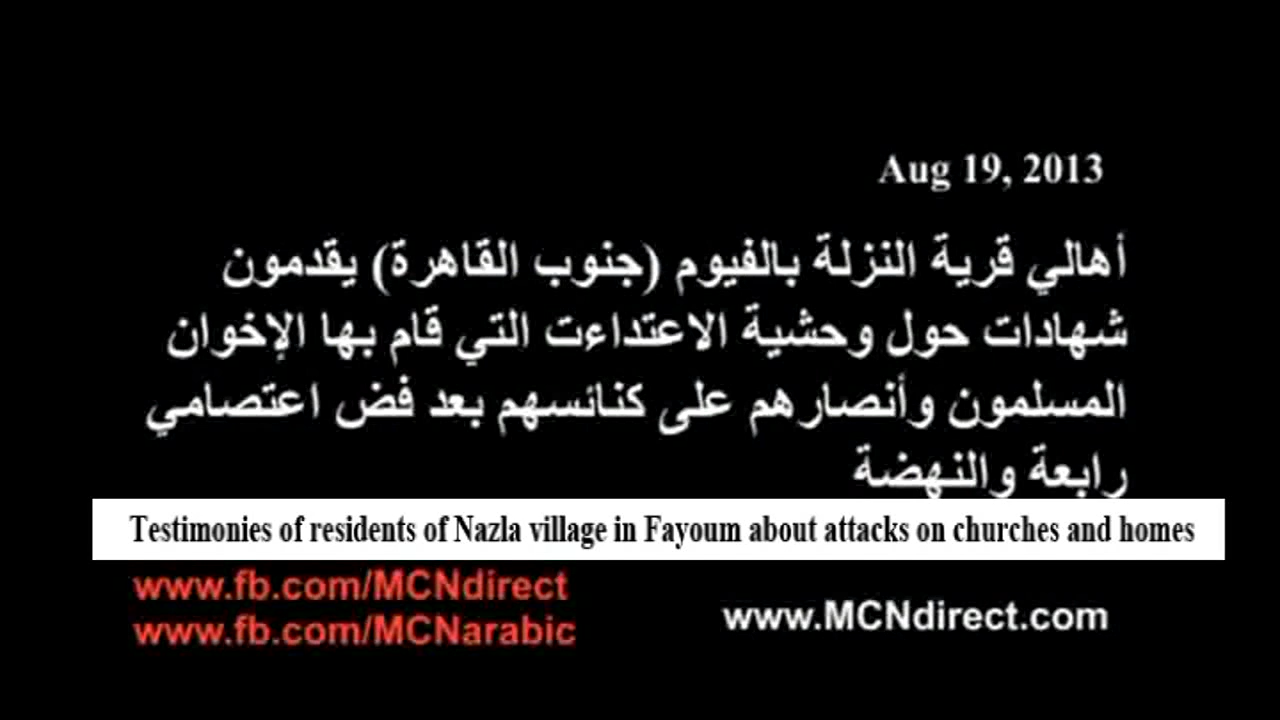 Aug 19, 2013
أهالي قرية النزلة بالفيوم (جنوب القاهرة) يقدمون
شهادات حول وحشية الاعتداءت التي قام بها الإخوان
المسلمون وأنصارهم على كنائسهم بعد فض اعتصامي
رابعة والنهضة
Testimonies of residents of Nazla village in Fayoum about attacks on churches and homes
www.fb.com/MCNdirect
www.fb.com/MCNarabic
www.MCNdirect.com